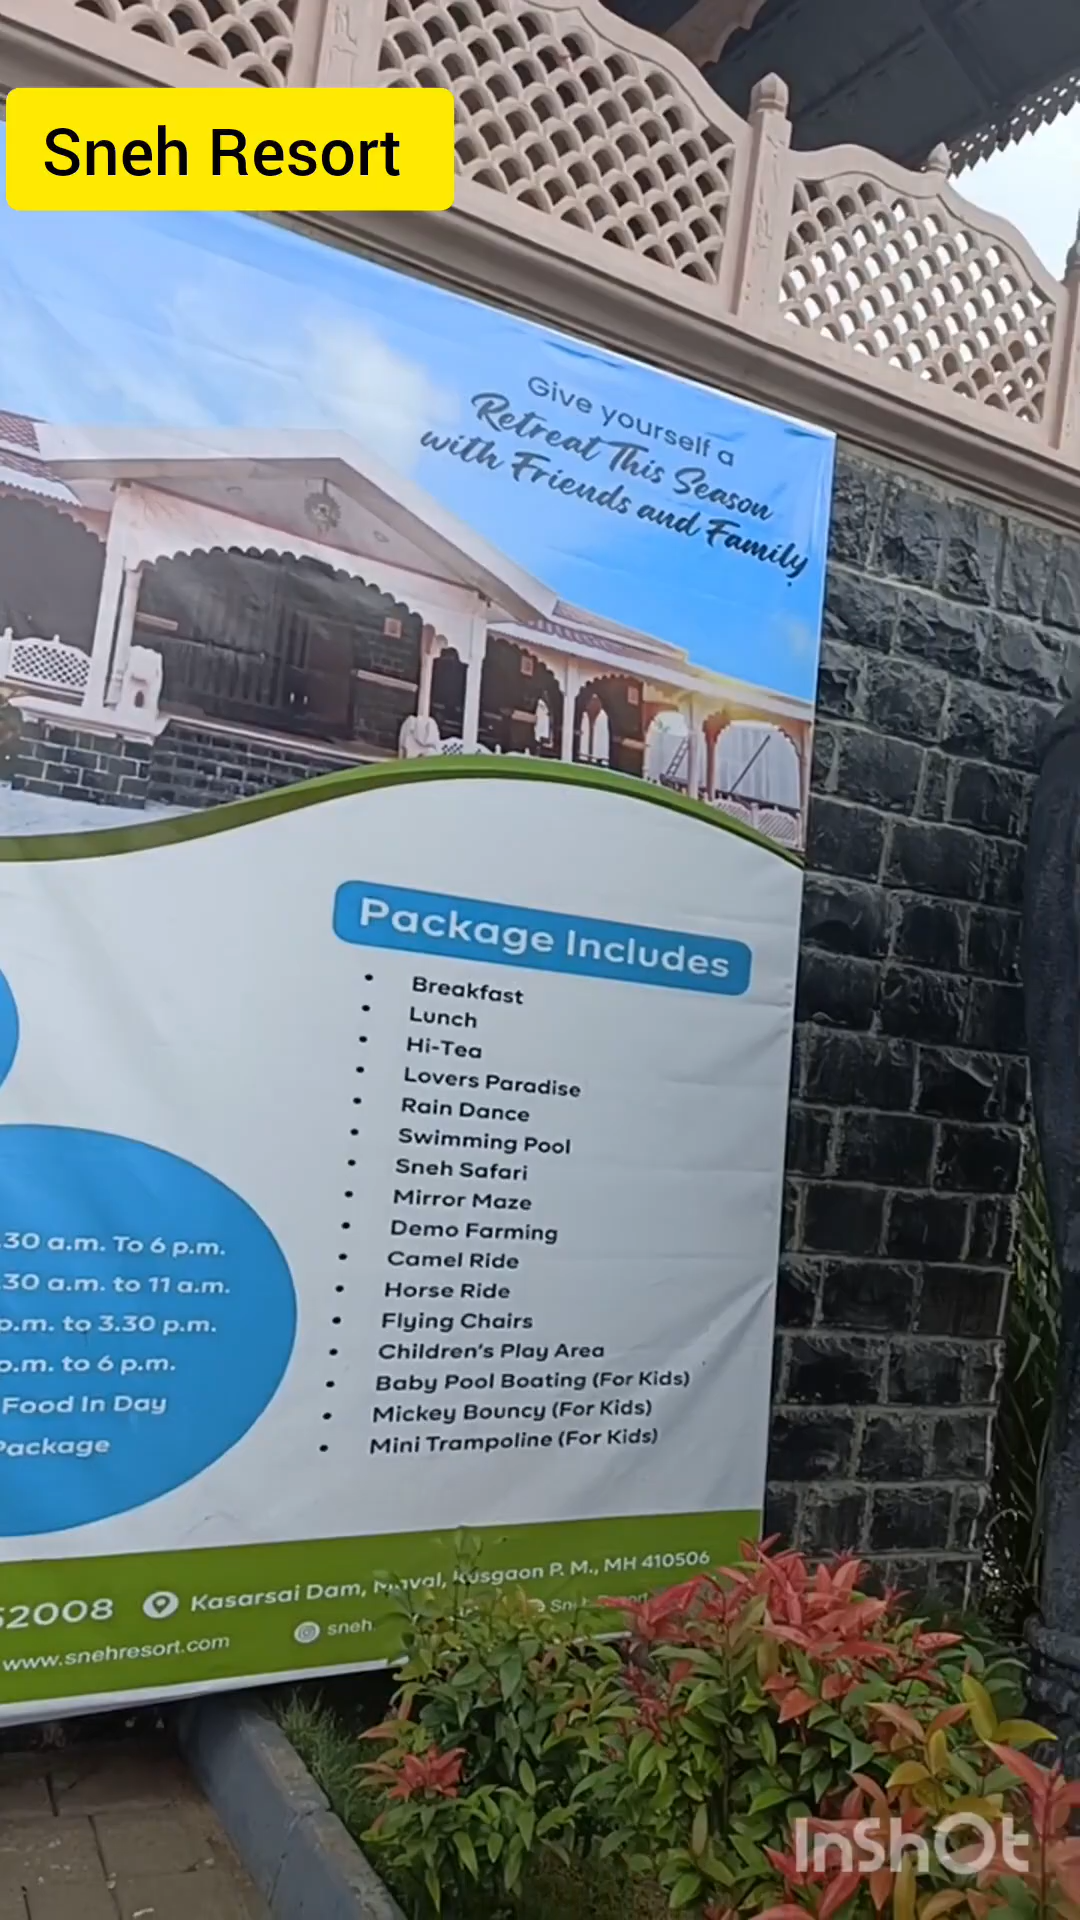 Sneh Resort
Give yourself a
Retreat This Season
with Friends and Family
Package Includes
• Breakfast
• Lunch
• Hi-Tea
• Lovers Paradise
• Rain Dance
• Swimming Pool
• Sneh Safari
• Mirror Maze
• Demo Farming
• Camel Ride
• Horse Ride
• Flying Chairs
• Children's Play Area
• Baby Pool Boating (For Kids)
• Mickey Bouncy (For Kids)
• Mini Trampoline (For Kids)
.30 a.m. To 6 p.m.
.30 a.m. to 11 a.m.
p.m. to 3.30 p.m.
p.m. to 6 p.m.
Food In Day
Package
52008 Kasarsai Dam, Maval, Kusgaon P. M., MH 410506
www.snehresort.com sneh.
InShOt